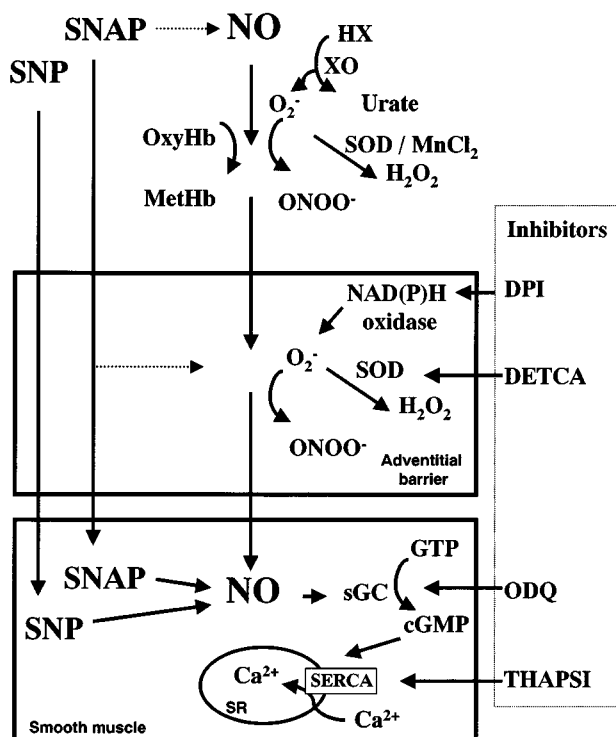 SNAP
NO
HX
SNP
XO
O₂⁻
Urate
OxyHb
SOD / MnCl₂
H₂O₂
MetHb
ONOO⁻
Inhibitors
NAD(P)H
oxidase
DPI
O₂⁻
SOD
DETCA
H₂O₂
ONOO⁻
Adventitial
barrier
GTP
SNAP
NO
sGC
ODQ
SNP
cGMP
Ca²⁺
SERCA
THAPSI
SR
Ca²⁺
Smooth muscle